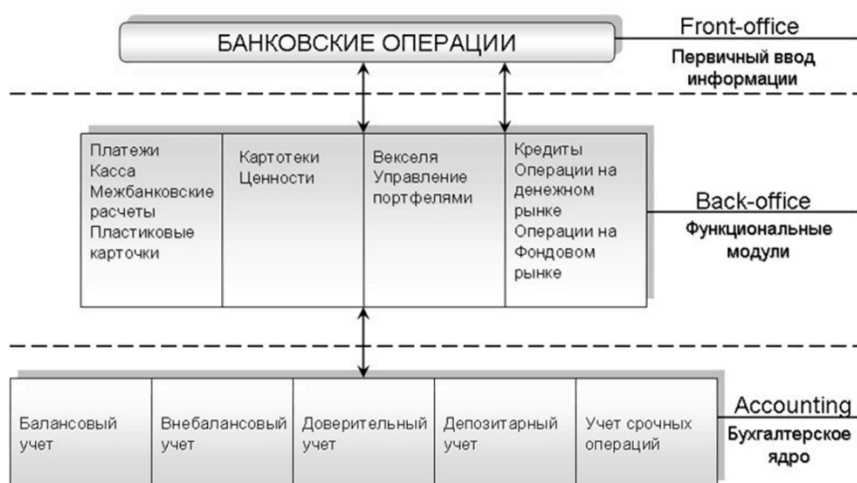 БАНКОВСКИЕ ОПЕРАЦИИ
Front-office
Первичный ввод
информации
Платежи
Касса
Межбанковские
расчеты
Пластиковые
карточки
Картотеки
Ценности
Векселя
Управление
портфелями
Кредиты
Операции на
денежном
рынке
Операции на
Фондовом
рынке
Back-office
Функциональные
модули
Балансовый
учет
Внебалансовый
учет
Доверительный
учет
Депозитарный
учет
Учет срочных
операций
Accounting
Бухгалтерское
ядро